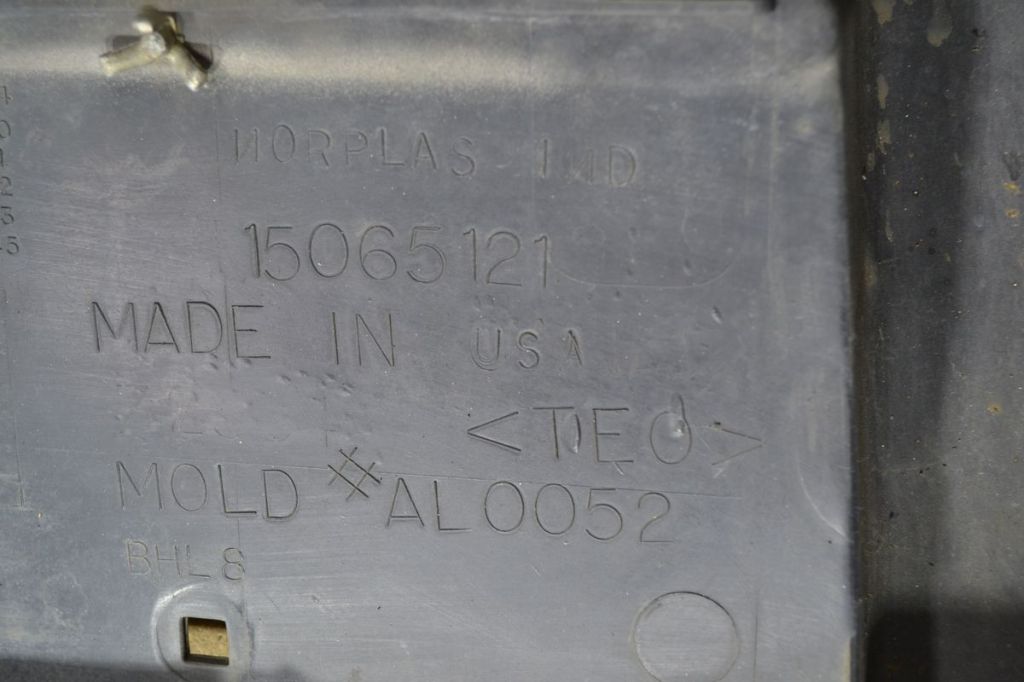 NORPLAS IND
15065121
MADE IN USA
<TEO>
MOLD #AL0052
BHL8